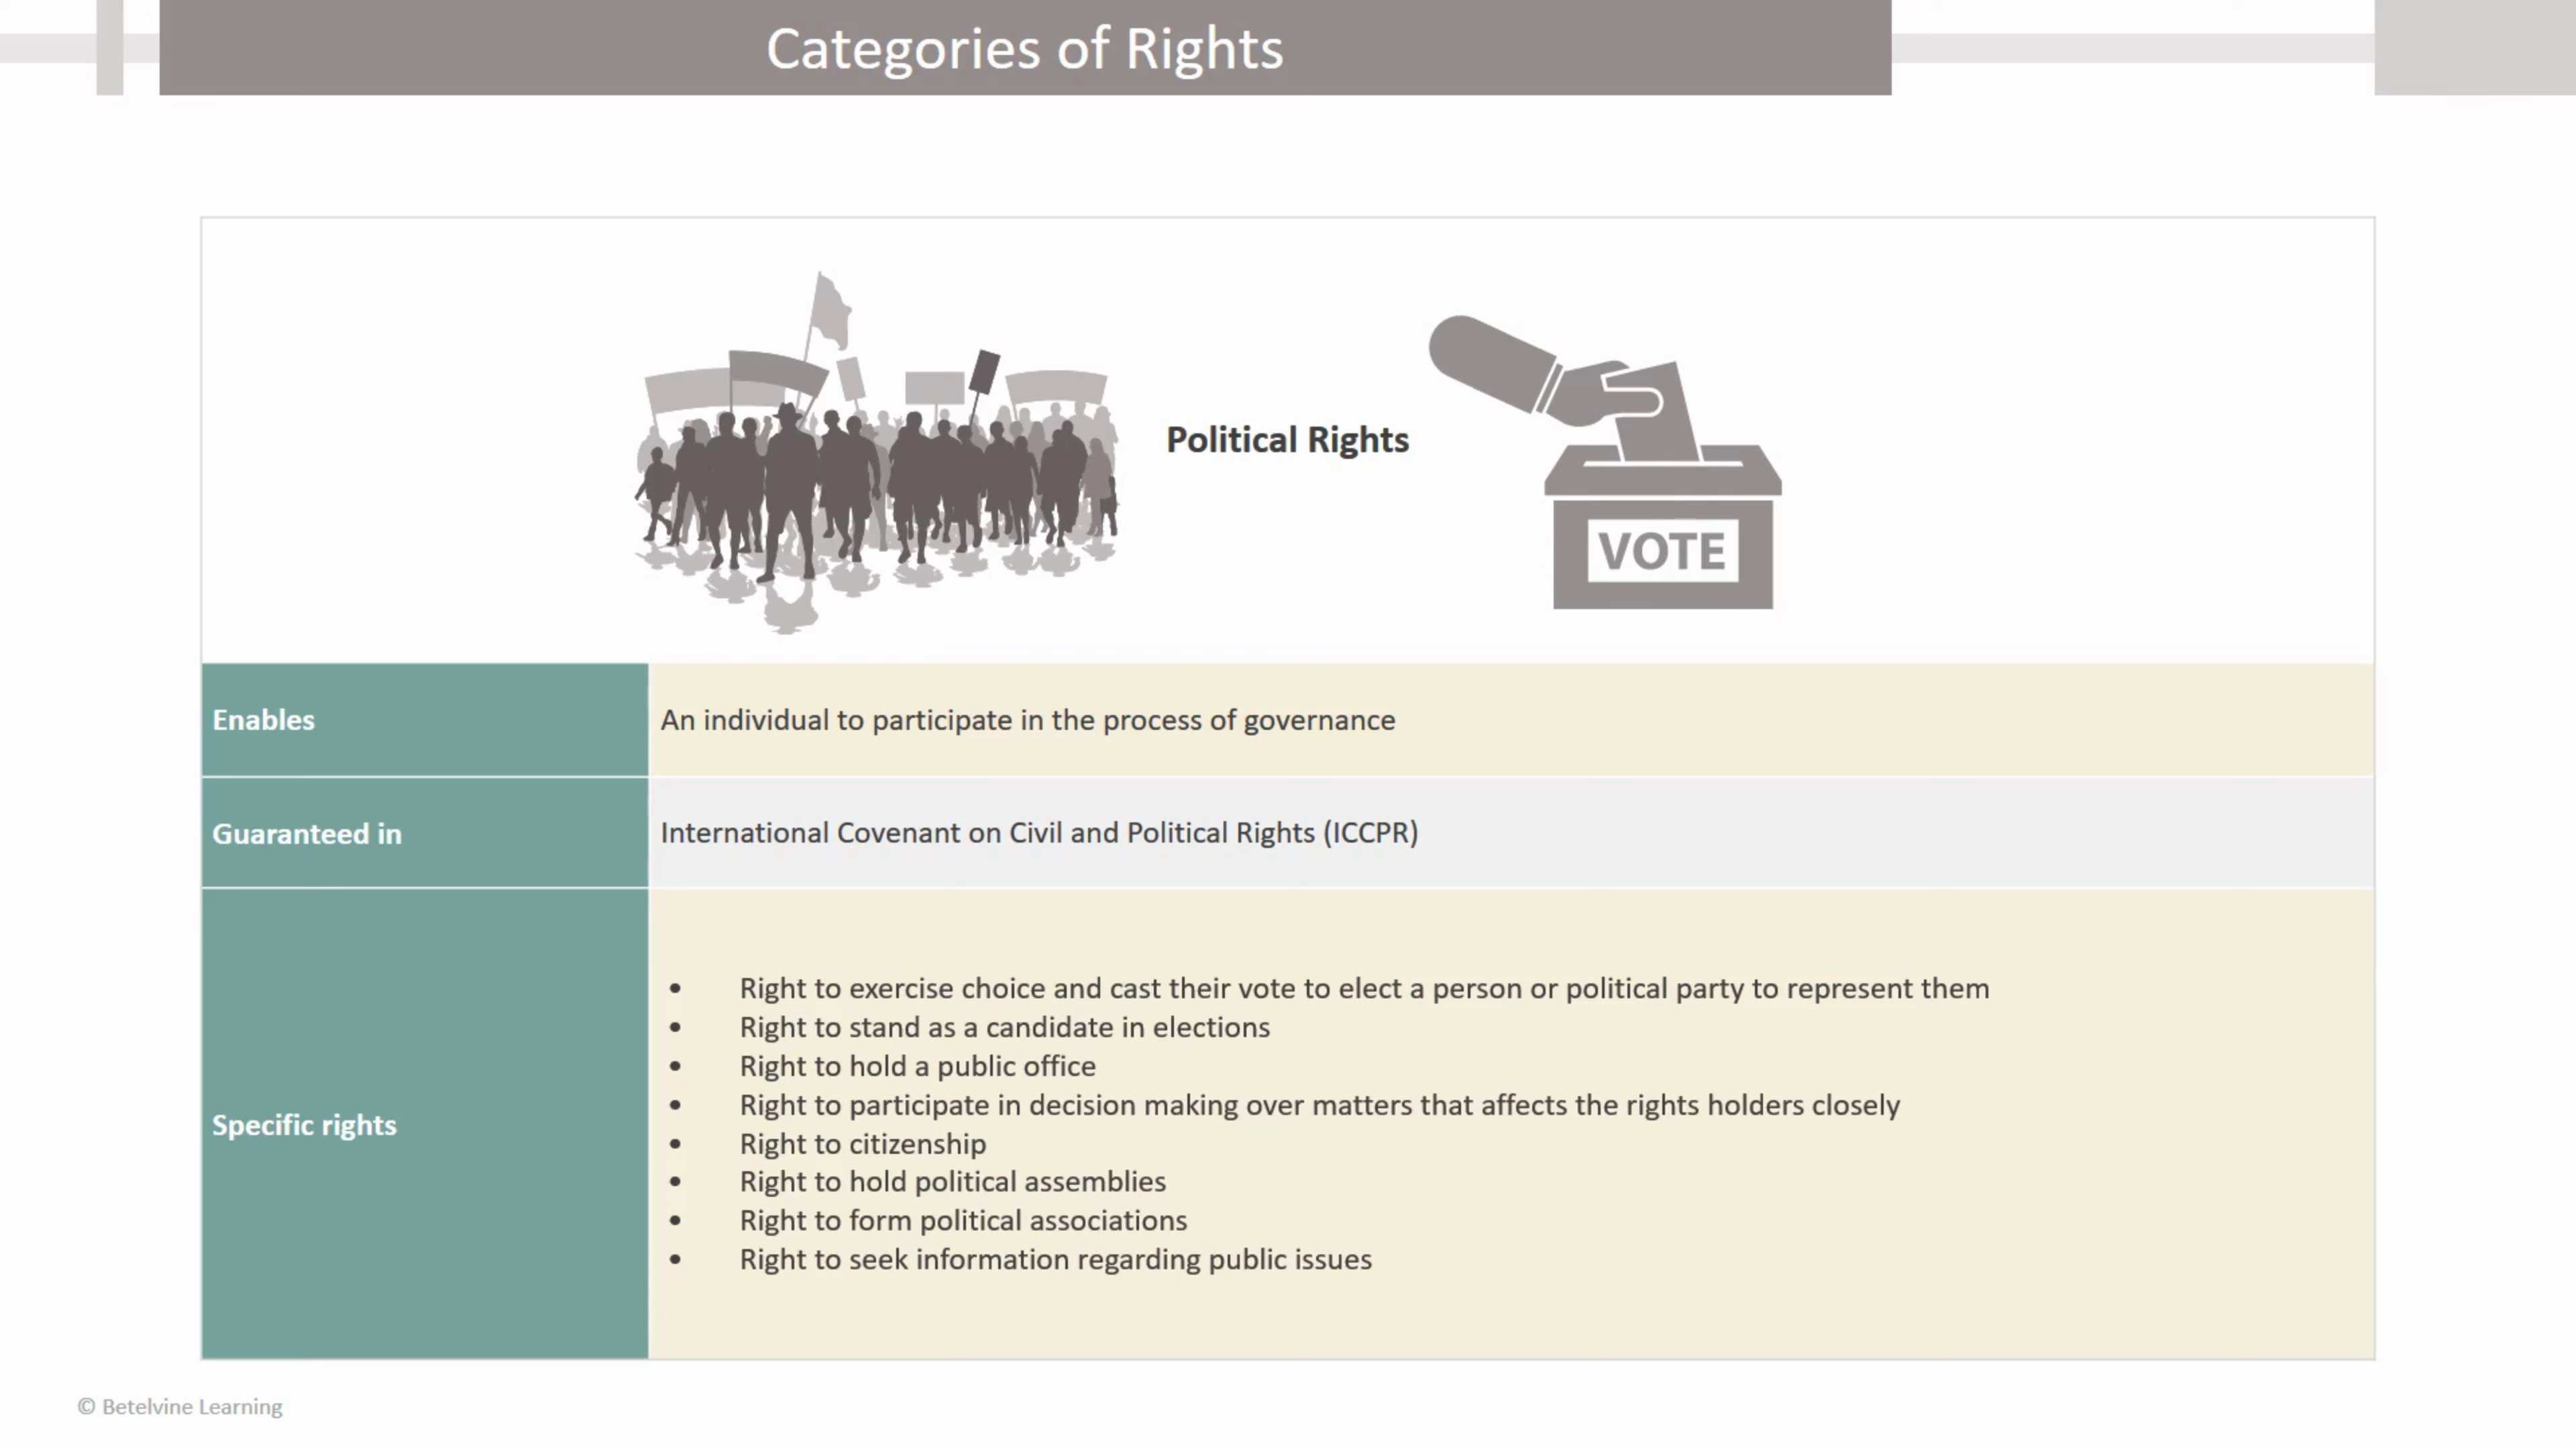 Categories of Rights
Political Rights
VOTE
Enables
An individual to participate in the process of governance
Guaranteed in
International Covenant on Civil and Political Rights (ICCPR)
Specific rights
• Right to exercise choice and cast their vote to elect a person or political party to represent them
• Right to stand as a candidate in elections
• Right to hold a public office
• Right to participate in decision making over matters that affects the rights holders closely
• Right to citizenship
• Right to hold political assemblies
• Right to form political associations
• Right to seek information regarding public issues
© Betelvine Learning